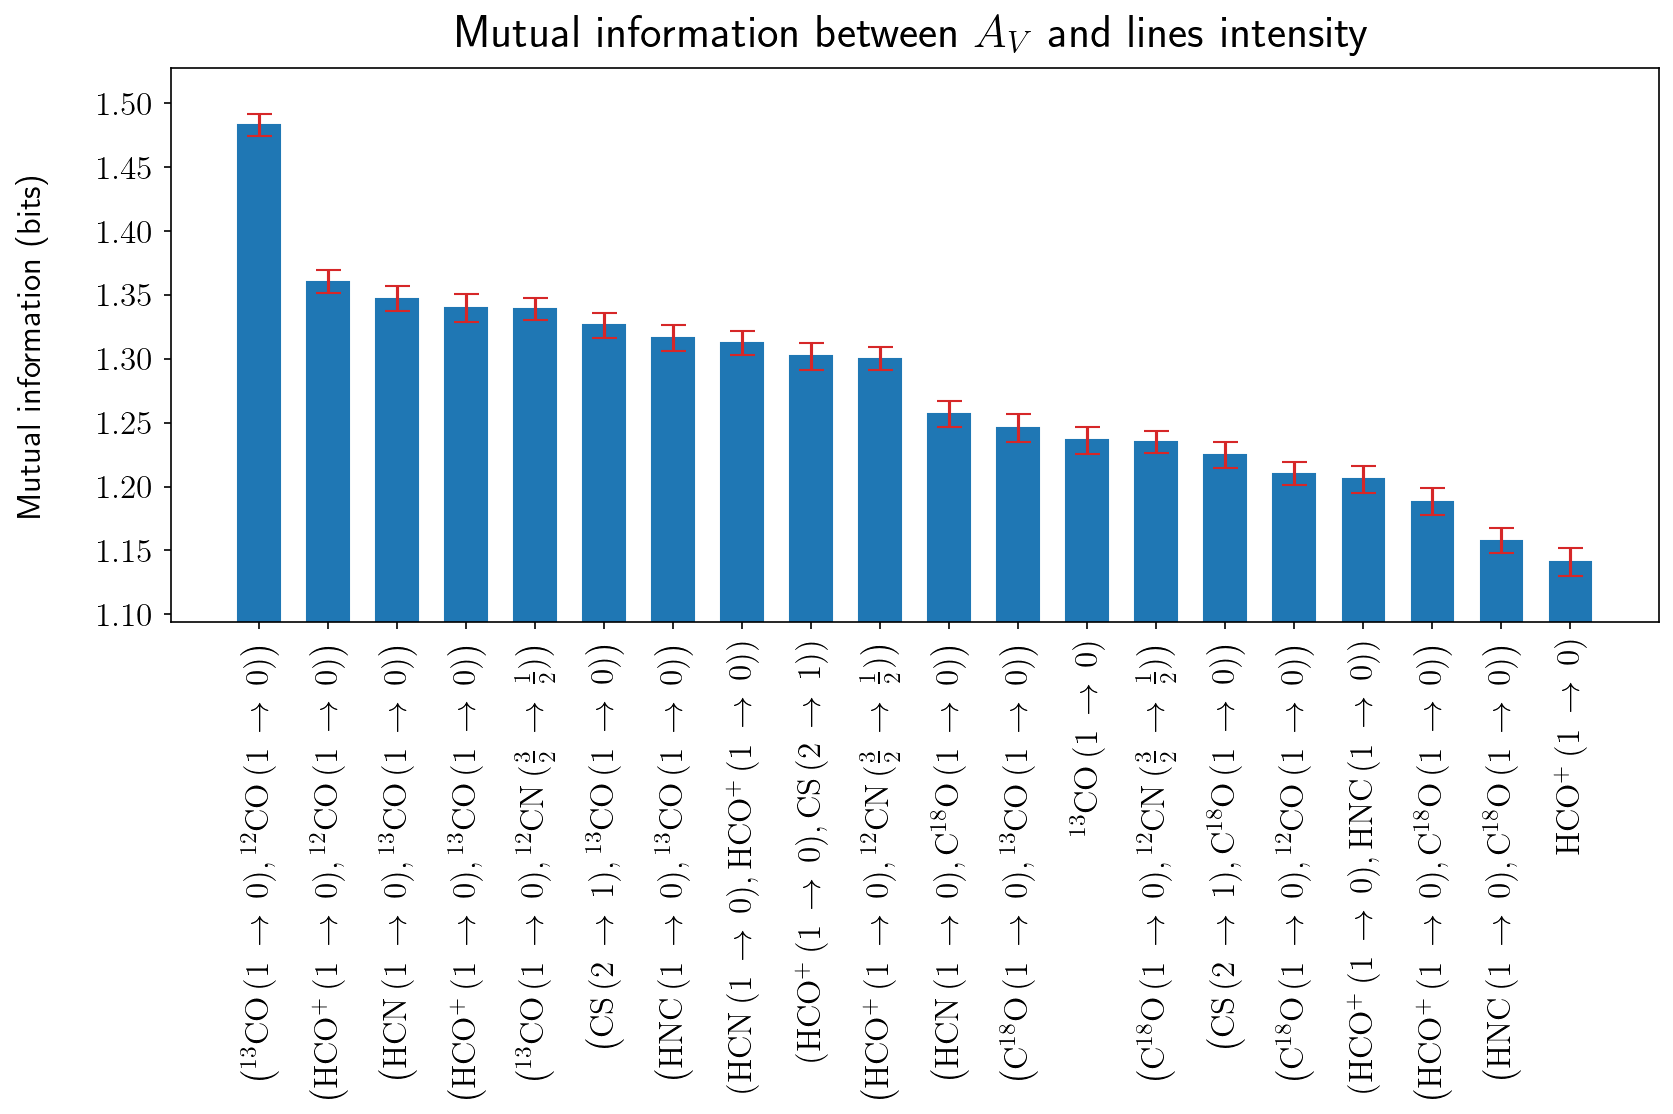 Mutual information between A_V and lines intensity
Mutual information (bits)
1.50
1.45
1.40
1.35
1.30
1.25
1.20
1.15
1.10
(¹³CO (1 → 0), ¹²CO (1 → 0))
(HCO⁺ (1 → 0), ¹²CO (1 → 0))
(HCN (1 → 0), ¹³CO (1 → 0))
(HCO⁺ (1 → 0), ¹³CO (1 → 0))
(¹³CO (1 → 0), ¹²CN (3/2 → 1/2))
(CS (2 → 1), ¹³CO (1 → 0))
(HNC (1 → 0), ¹³CO (1 → 0))
(HCN (1 → 0), HCO⁺ (1 → 0))
(HCO⁺ (1 → 0), CS (2 → 1))
(HCO⁺ (1 → 0), ¹²CN (3/2 → 1/2))
(HCN (1 → 0), C¹⁸O (1 → 0))
(C¹⁸O (1 → 0), ¹³CO (1 → 0))
¹³CO (1 → 0)
(C¹⁸O (1 → 0), ¹²CN (3/2 → 1/2))
(CS (2 → 1), C¹⁸O (1 → 0))
(C¹⁸O (1 → 0), ¹²CO (1 → 0))
(HCO⁺ (1 → 0), HNC (1 → 0))
(HCO⁺ (1 → 0), C¹⁸O (1 → 0))
(HNC (1 → 0), C¹⁸O (1 → 0))
HCO⁺ (1 → 0)